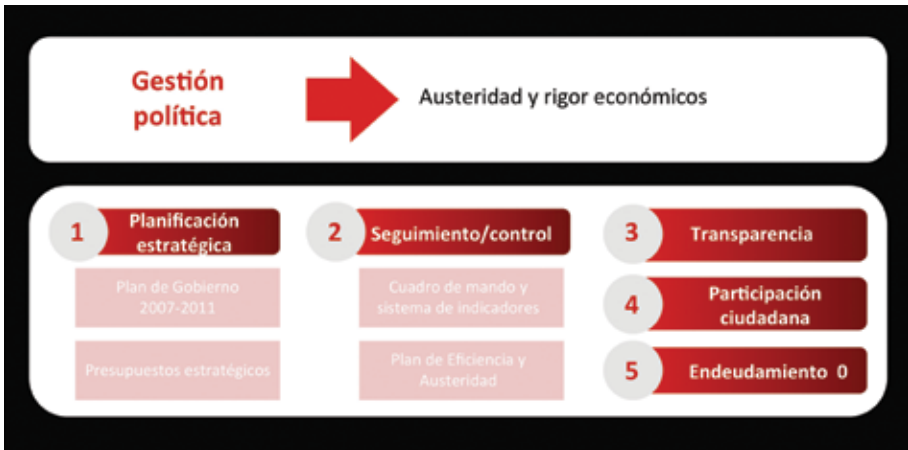 Gestión
política
Austeridad y rigor económicos
1
Planificación
estratégica
Plan de Gobierno
2007-2011
Presupuestos estratégicos
2
Seguimiento/control
Cuadro de mando y
sistema de indicadores
Plan de Eficiencia y
Austeridad
3
Transparencia
4
Participación
ciudadana
5
Endeudamiento 0